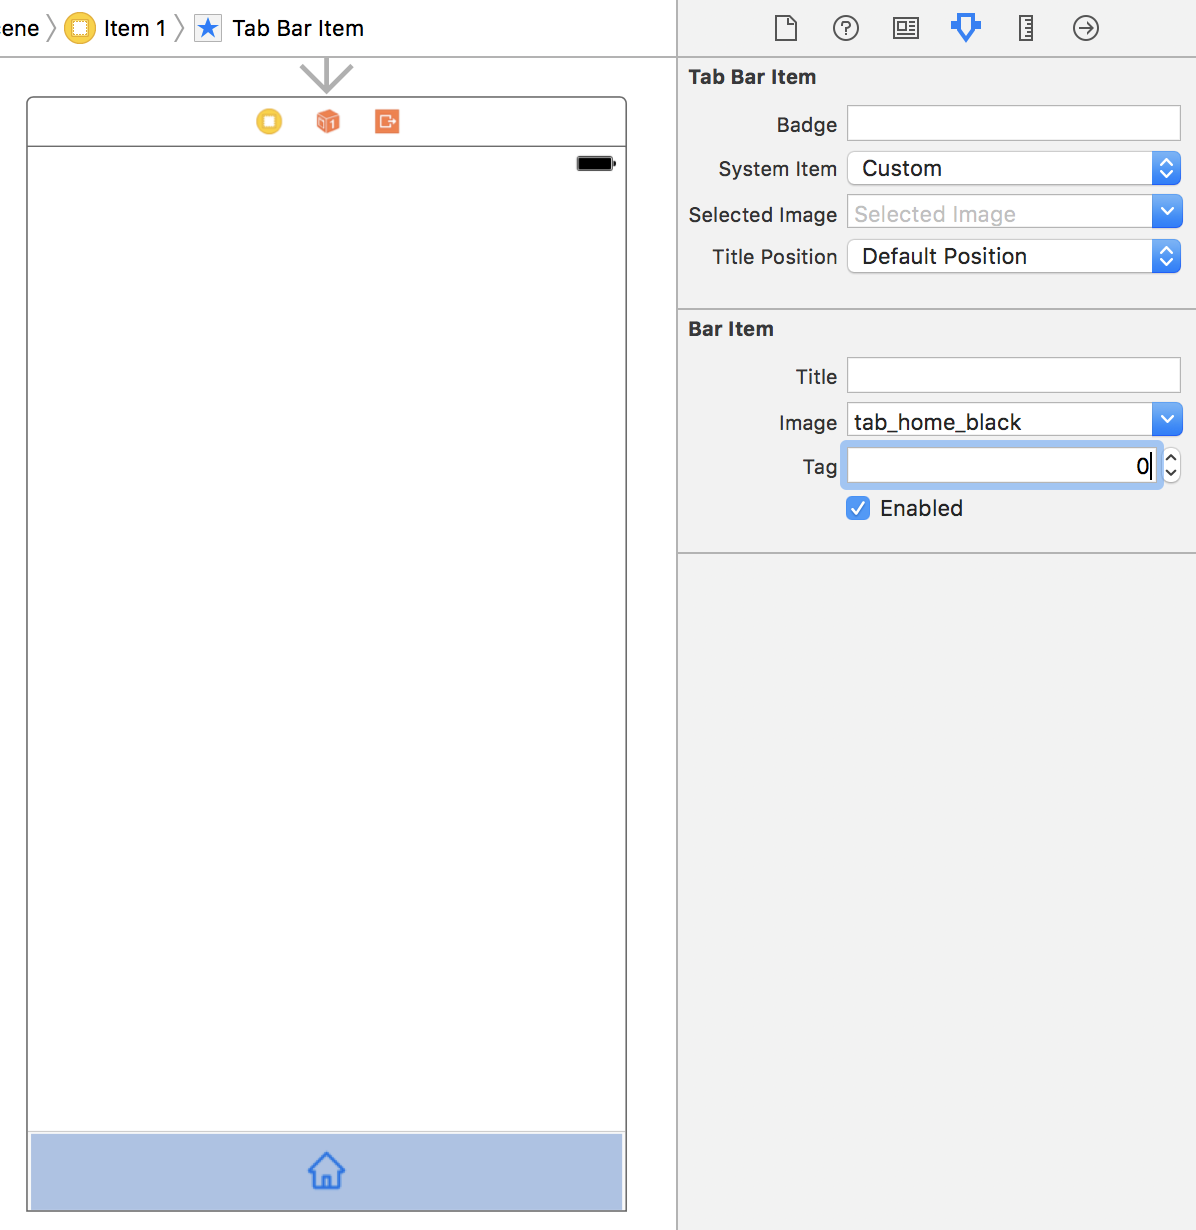 ene Item 1 Tab Bar Item
1
Tab Bar Item
Badge
System Item Custom
Selected Image Selected Image
Title Position Default Position
Bar Item
Title
Image tab_home_black
Tag 0
Enabled